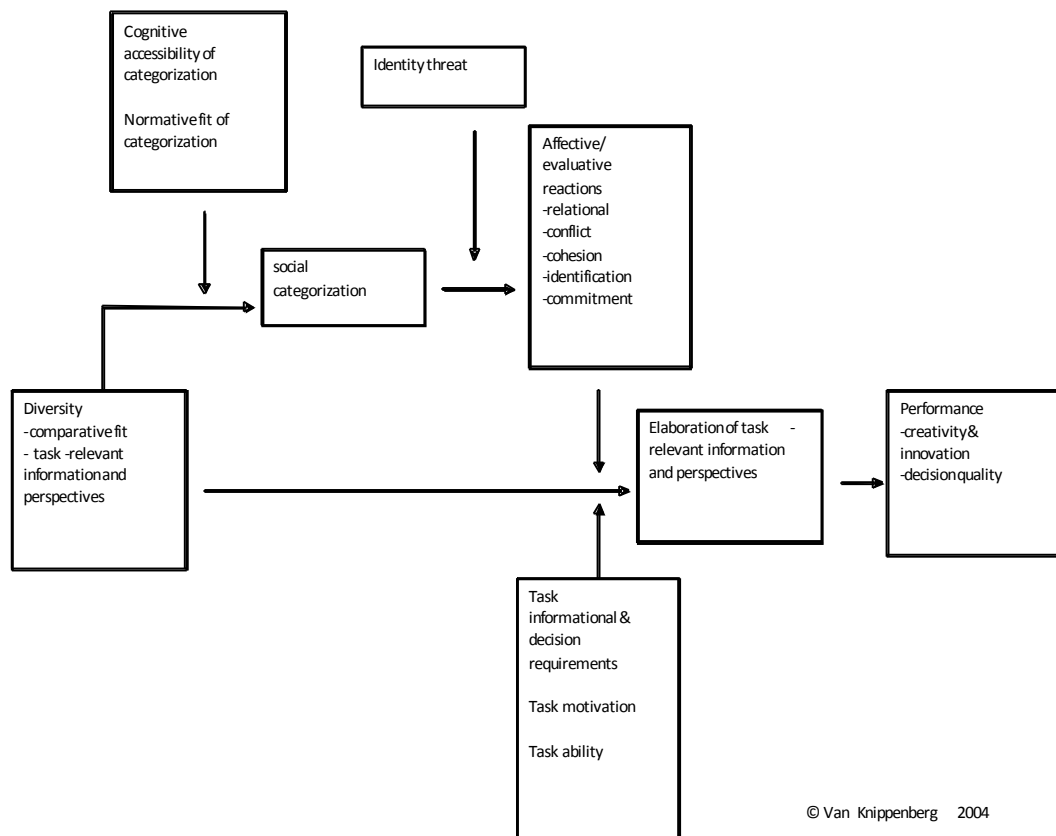 Cognitive
accessibility of
categorization
Normative fit of
categorization
Identity threat
Affective/
evaluative
reactions
-relational
-conflict
-cohesion
-identification
-commitment
social
categorization
Diversity
-comparative fit
- task -relevant
information and
perspectives
Elaboration of task -
relevant information
and perspectives
Performance
-creativity &
innovation
-decision quality
Task
informational &
decision
requirements
Task motivation
Task ability
© Van Knippenberg 2004